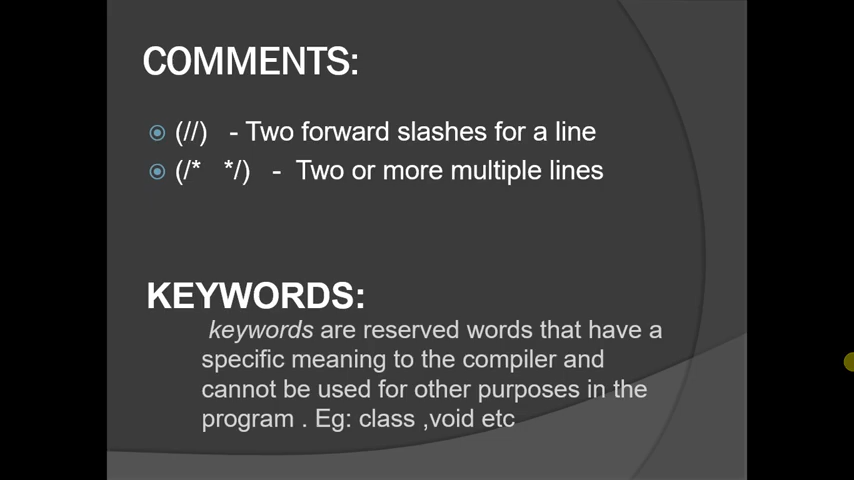 COMMENTS:
(//) - Two forward slashes for a line
(/* */) - Two or more multiple lines
KEYWORDS:
keywords are reserved words that have a
specific meaning to the compiler and
cannot be used for other purposes in the
program . Eg: class ,void etc